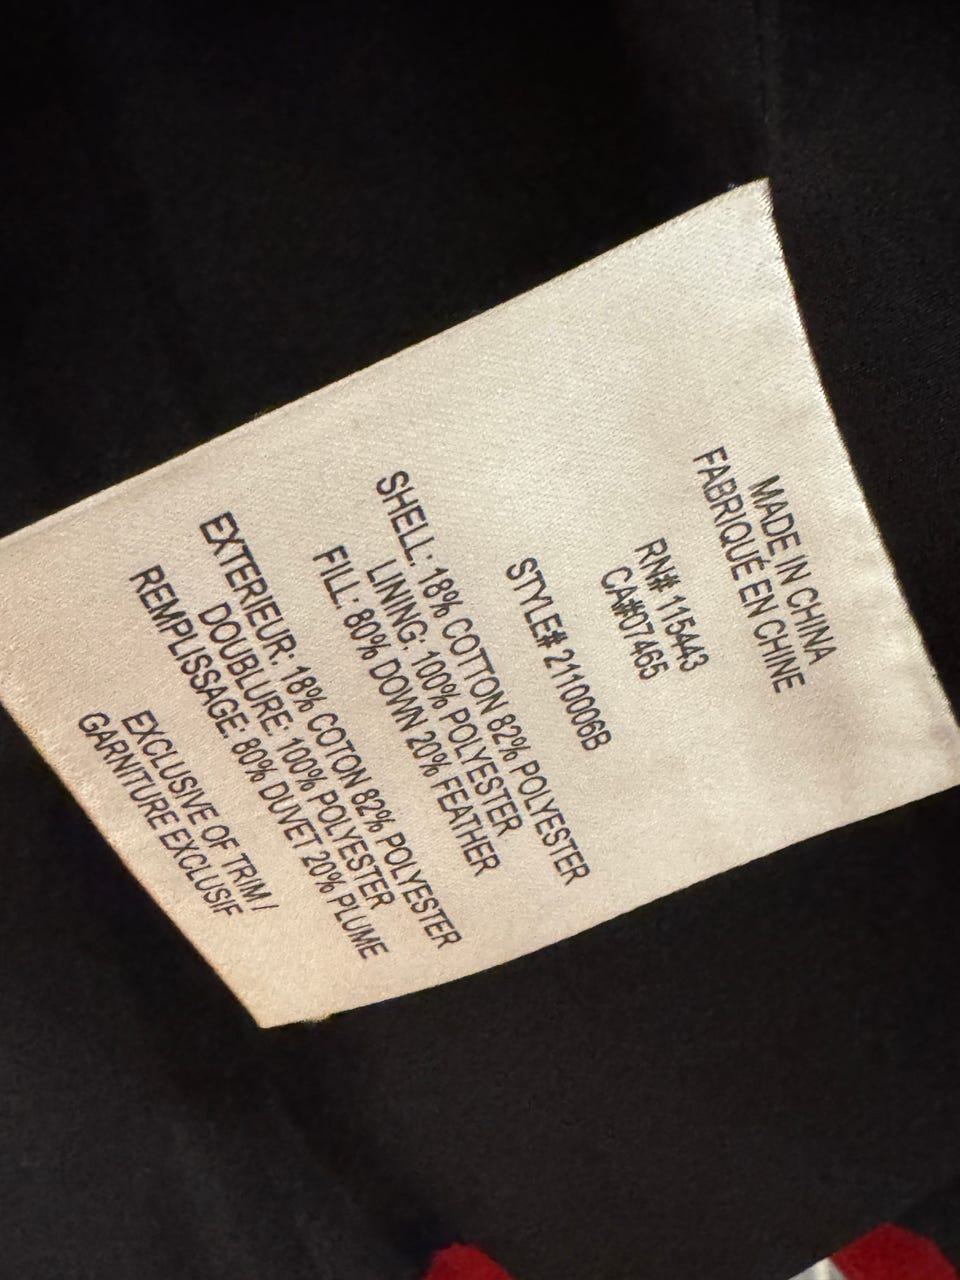 MADE IN CHINA
FABRIQUÉ EN CHINE
RN# 115443
CA#07465
STYLE# 2110006B
SHELL: 18% COTTON 82% POLYESTER
LINING: 100% POLYESTER
FILL: 80% DOWN 20% FEATHER
EXTERIEUR: 18% COTON 82% POLYESTER
DOUBLURE: 100% POLYESTER
REMPLISSAGE: 80% DUVET 20% PLUME
EXCLUSIVE OF TRIM /
GARNITURE EXCLUSIF